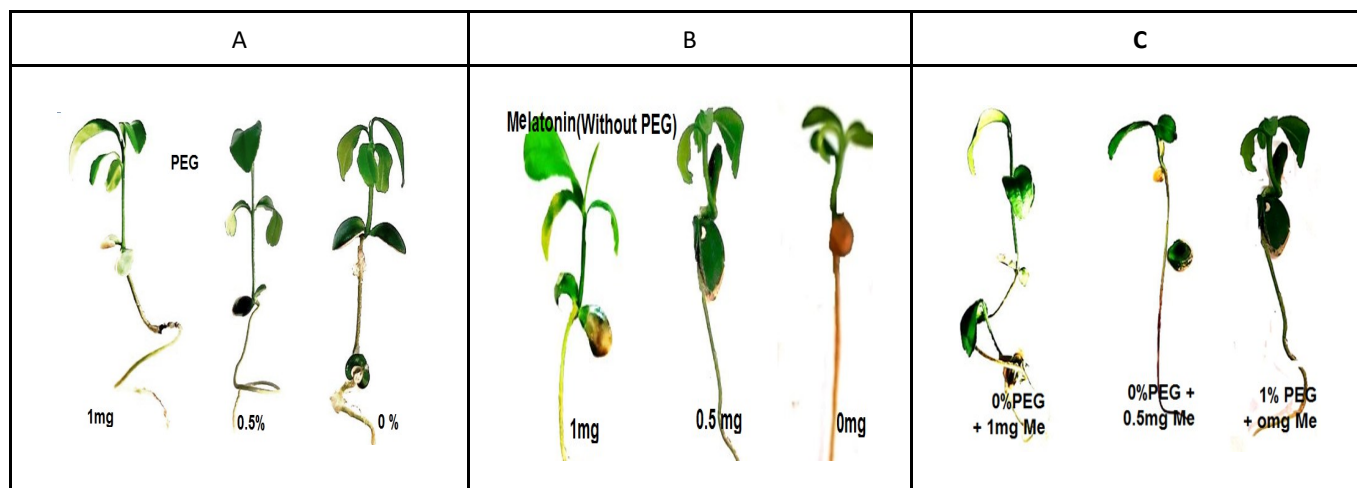 A
B
C
PEG
1mg
0.5%
0 %
Melatonin(Without PEG)
1mg
0.5 mg
0mg
0%PEG
+ 1mg Me
0%PEG +
0.5mg Me
1% PEG
+ omg Me